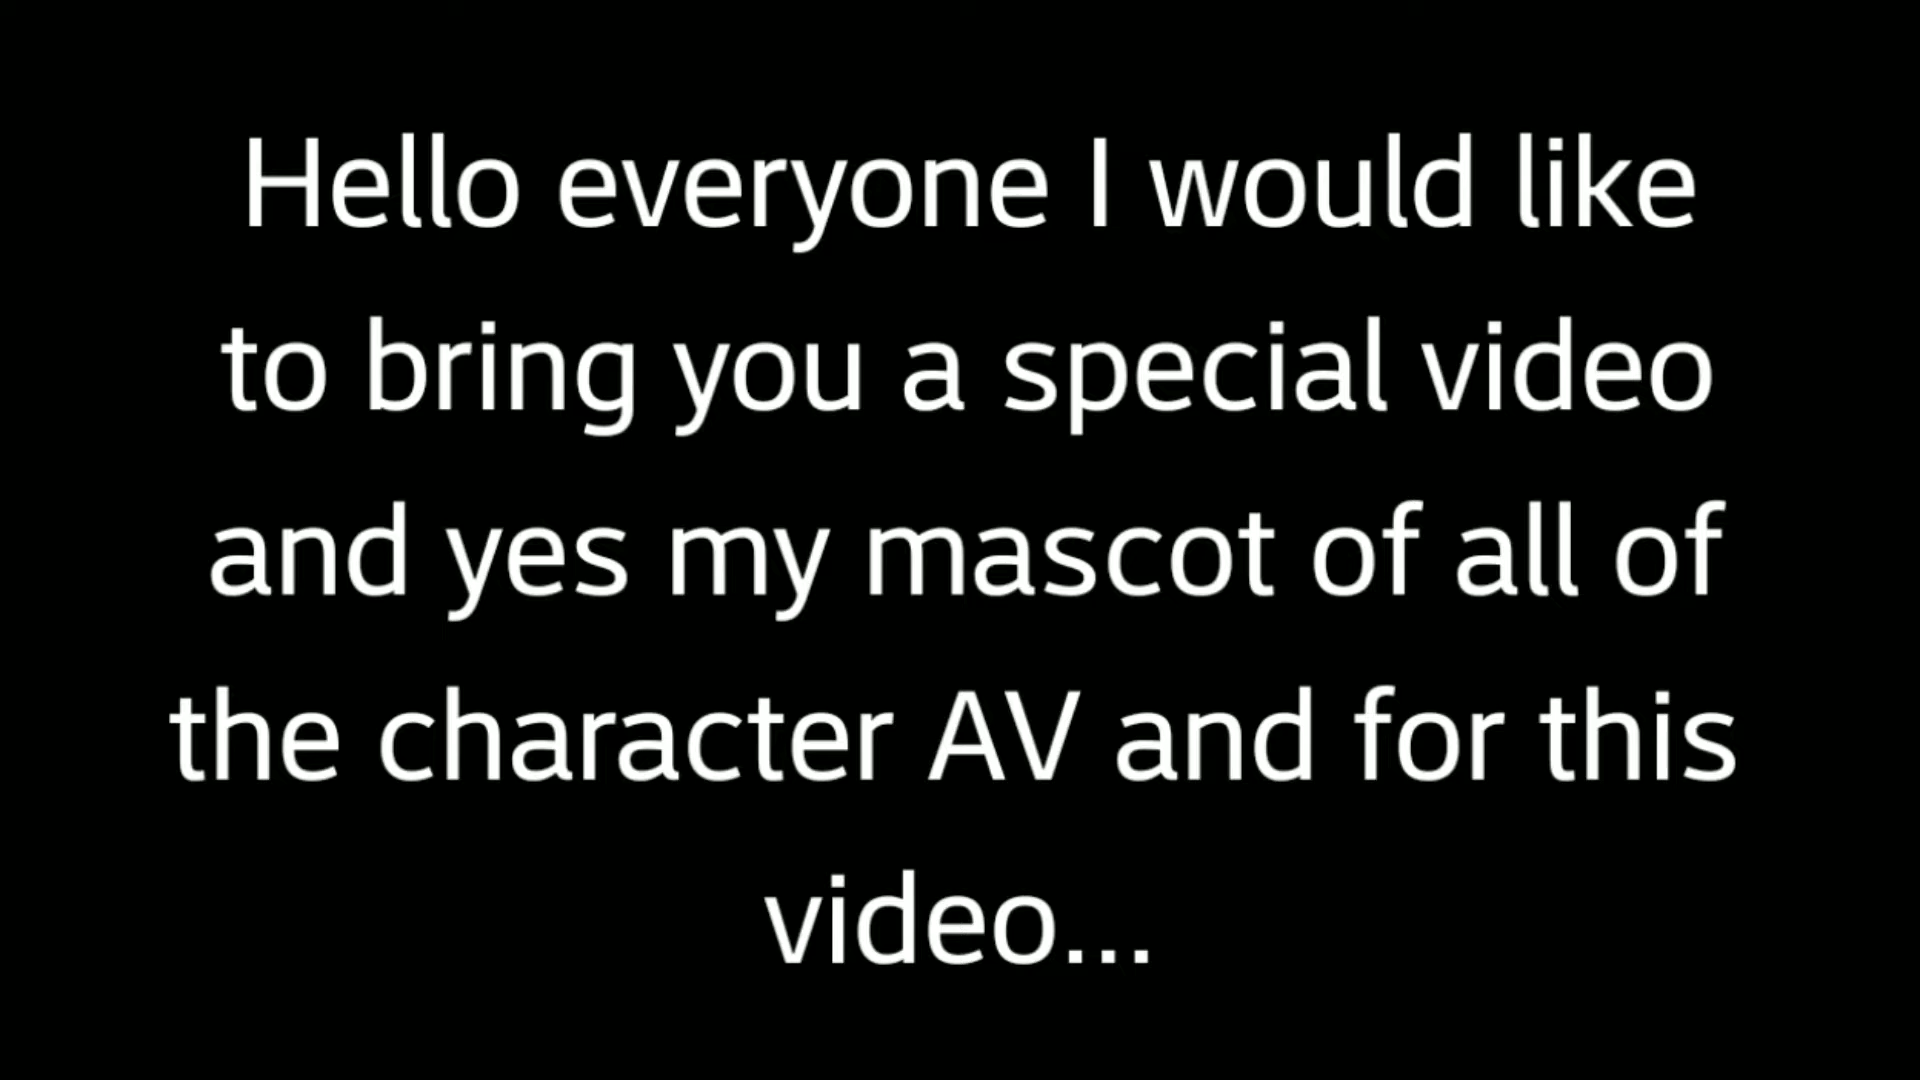 Hello everyone I would like
to bring you a special video
and yes my mascot of all of
the character AV and for this
video...